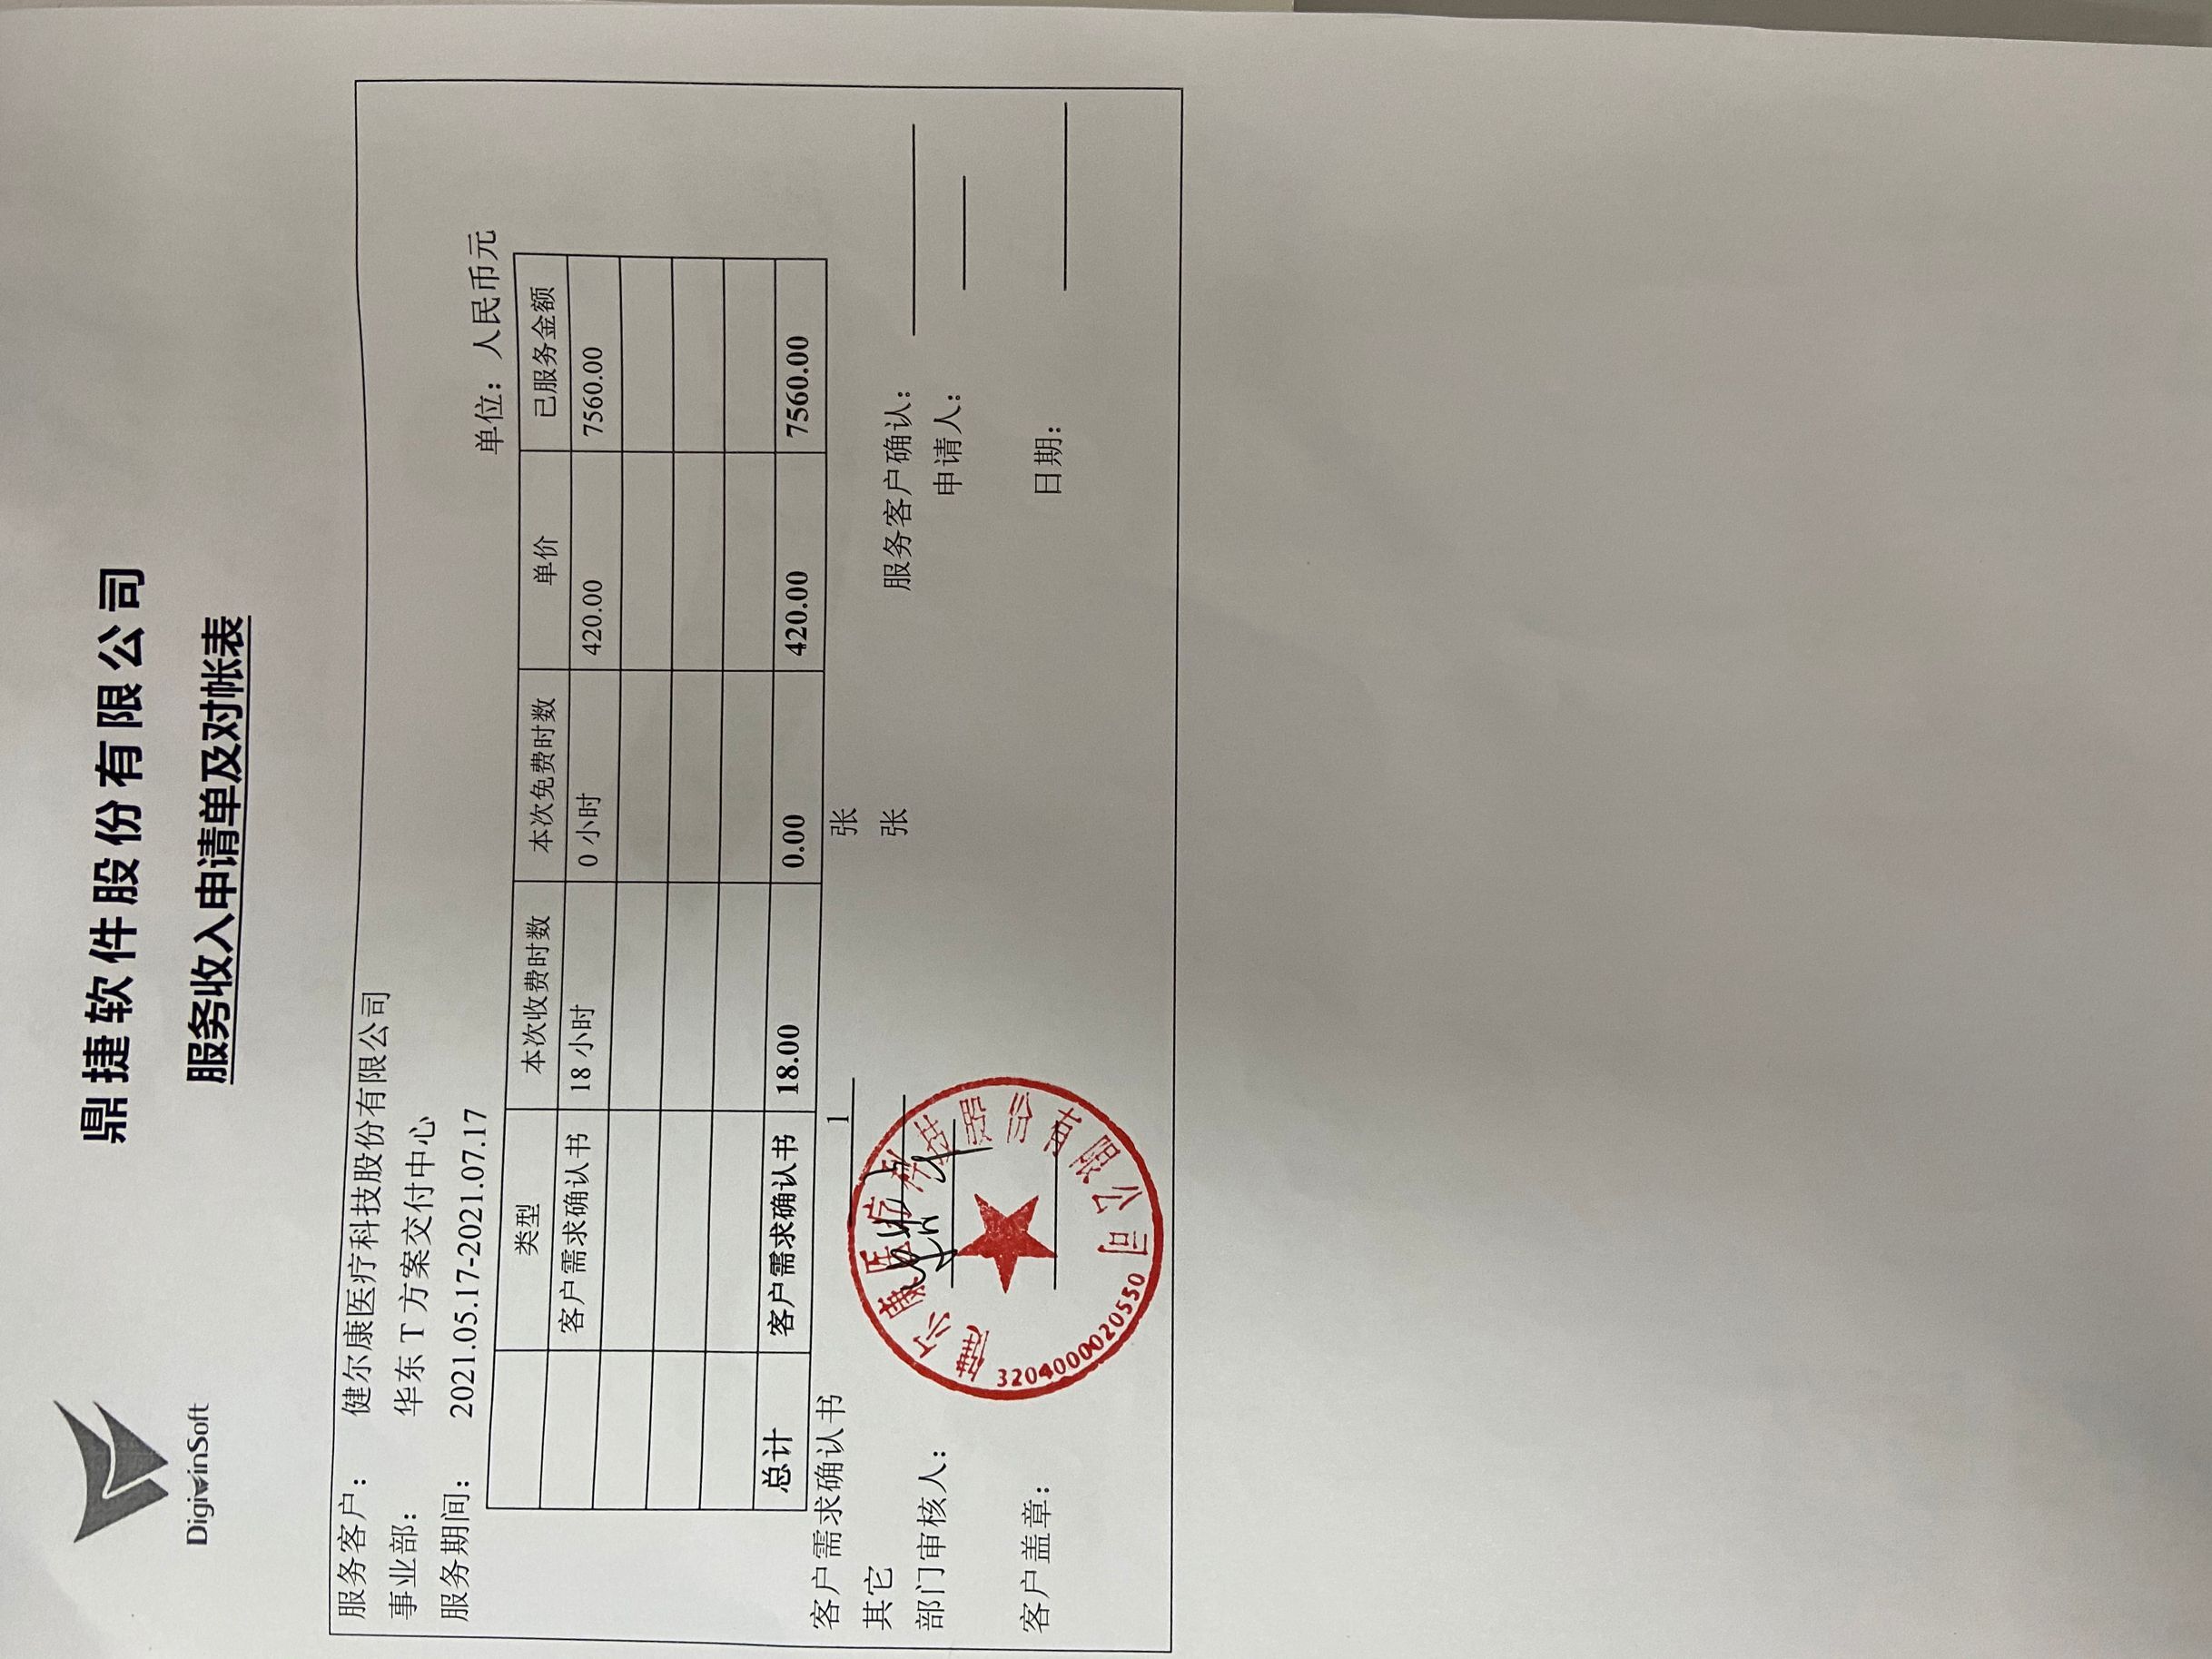 DigiwinSoft
鼎捷软件股份有限公司
服务收入申请单及对帐表
服务客户： 健尔康医疗科技股份有限公司
事业部： 华东 T 方案交付中心
服务期间： 2021.05.17-2021.07.17
单位：人民币元
类型 本次收费时数 本次免费时数 单价 已服务金额
客户需求确认书 18 小时 0 小时 420.00 7560.00
总计 客户需求确认书 18.00 0.00 420.00 7560.00
客户需求确认书 1 张
其它 张
服务客户确认：
部门审核人：
申请人：
客户盖章：
日期：
健尔康医疗科技股份有限公司
3204000020550